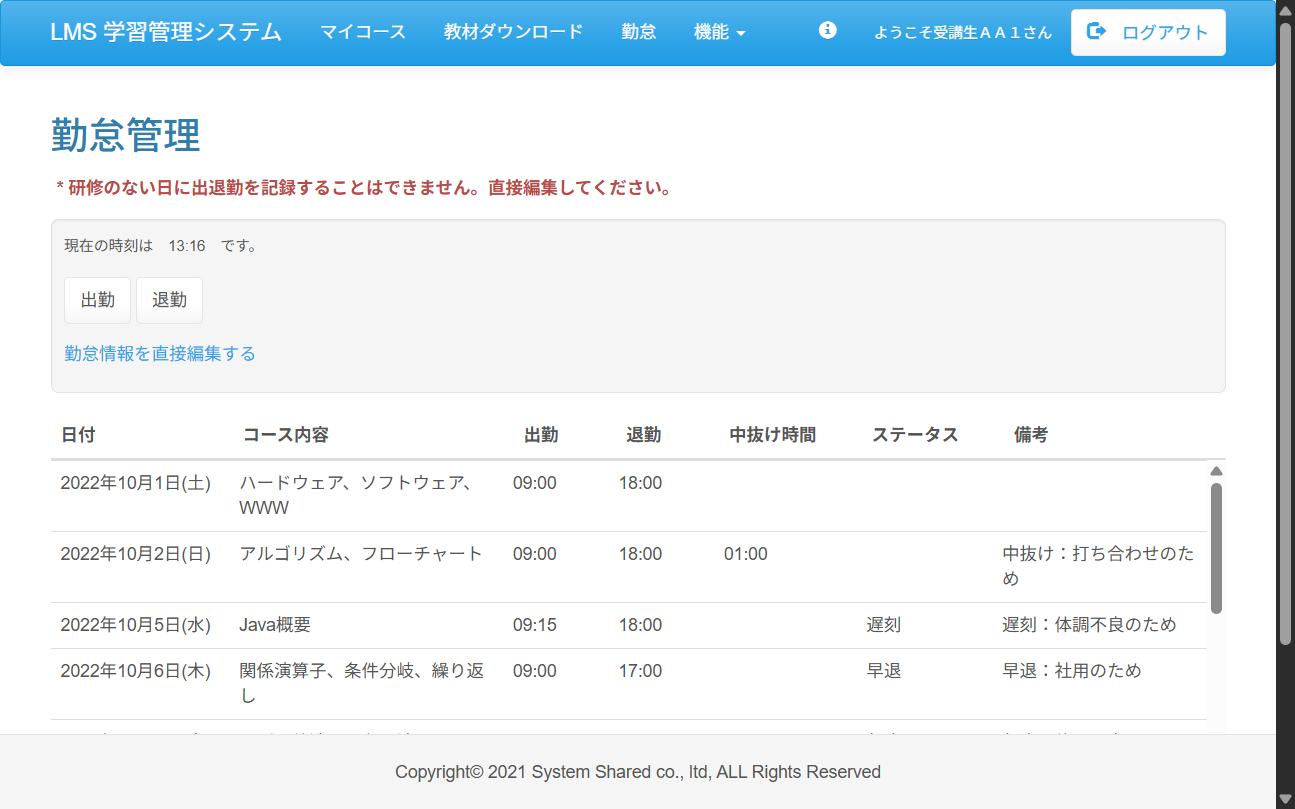 LMS 学習管理システム マイコース 教材ダウンロード 勤怠 機能 ようこそ受講生ＡＡ１さん ログアウト
勤怠管理
* 研修のない日に出退勤を記録することはできません。直接編集してください。
現在の時刻は 13:16 です。
出勤 退勤
勤怠情報を直接編集する
日付 コース内容 出勤 退勤 中抜け時間 ステータス 備考
2022年10月1日(土) ハードウェア、ソフトウェア、 09:00 18:00
WWW
2022年10月2日(日) アルゴリズム、フローチャート 09:00 18:00 01:00 中抜け：打ち合わせのた
め
2022年10月5日(水) Java概要 09:15 18:00 遅刻 遅刻：体調不良のため
2022年10月6日(木) 関係演算子、条件分岐、繰り返 09:00 17:00 早退 早退：社用のため
し
Copyright© 2021 System Shared co., ltd, ALL Rights Reserved